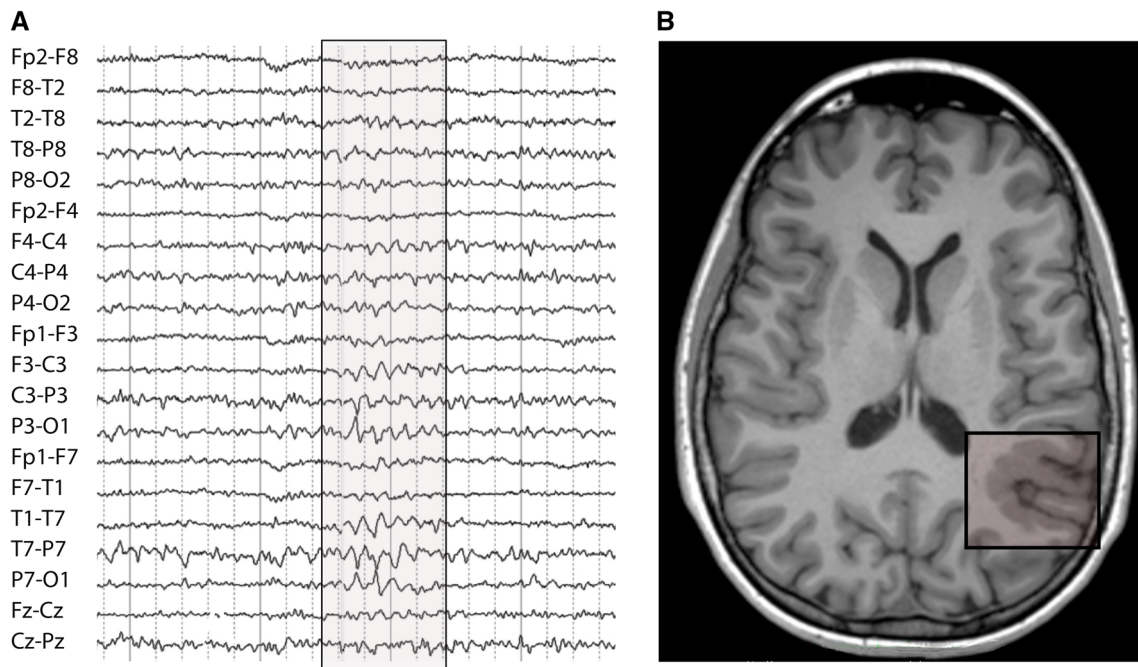 A
Fp2-F8
F8-T2
T2-T8
T8-P8
P8-O2
Fp2-F4
F4-C4
C4-P4
P4-O2
Fp1-F3
F3-C3
C3-P3
P3-O1
Fp1-F7
F7-T1
T1-T7
T7-P7
P7-O1
Fz-Cz
Cz-Pz
B